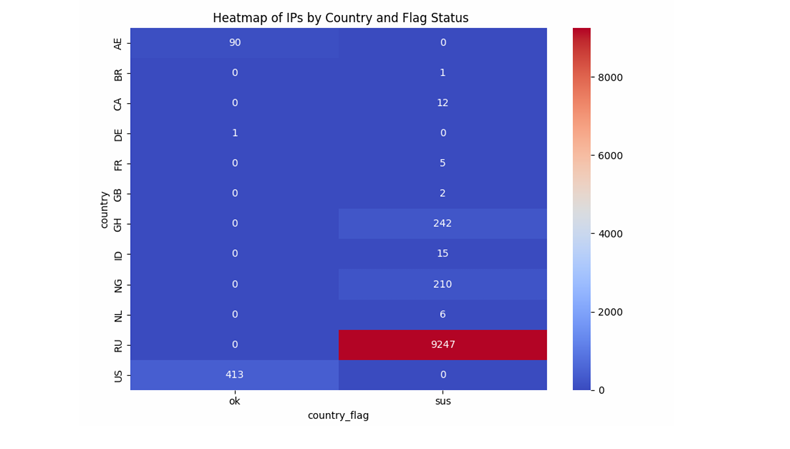 Heatmap of IPs by Country and Flag Status
AE 90 0
BR 0 1
CA 0 12
DE 1 0
FR 0 5
GB 0 2
GH 0 242
ID 0 15
NG 0 210
NL 0 6
RU 0 9247
US 413 0
ok sus
country_flag
country
8000
6000
4000
2000
0